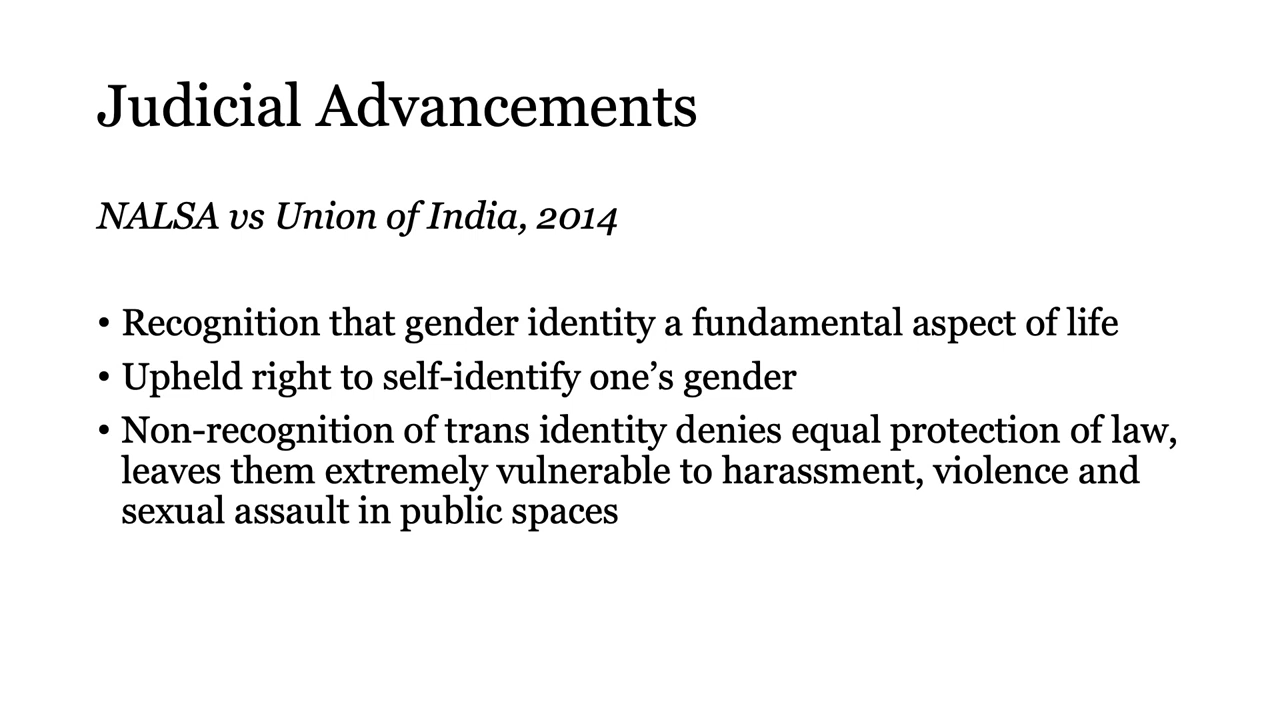 Judicial Advancements
NALSA vs Union of India, 2014
• Recognition that gender identity a fundamental aspect of life
• Upheld right to self-identify one’s gender
• Non-recognition of trans identity denies equal protection of law,
leaves them extremely vulnerable to harassment, violence and
sexual assault in public spaces